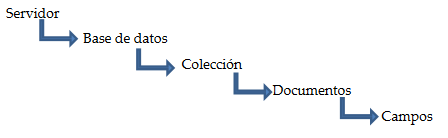 Servidor
Base de datos
Colección
Documentos
Campos